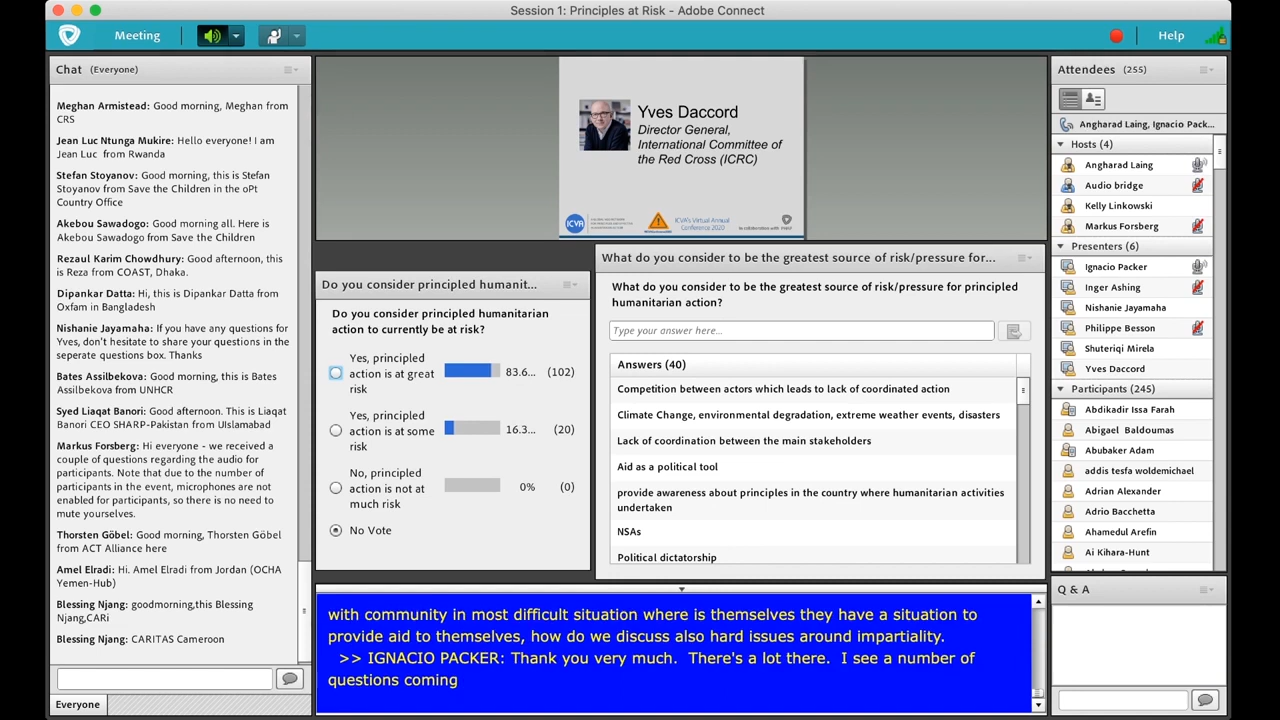 Session 1: Principles at Risk - Adobe Connect
Meeting
Help
Chat (Everyone)
Meghan Armistead: Good morning, Meghan from
CRS
Jean Luc Ntunga Mukire: Hello everyone! I am
Jean Luc from Rwanda
Stefan Stoyanov: Good morning, this is Stefan
Stoyanov from Save the Children in the oPt
Country Office
Akebou Sawadogo: Good morning all. Here is
Akebou Sawadogo from Save the Children
Rezaul Karim Chowdhury: Good afternoon, this
is Reza from COAST, Dhaka.
Dipankar Datta: Hi, this is Dipankar Datta from
Oxfam in Bangladesh
Nishanie Jayamaha: If you have any questions for
Yves, don't hesitate to share your questions in the
seperate questions box. Thanks
Bates Assilbekova: Good morning, this is Bates
Assilbekova from UNHCR
Syed Liaqat Banori: Good afternoon. This is Liaqat
Banori CEO SHARP-Pakistan from UIslamabad
Markus Forsberg: Hi everyone - we received a
couple of questions regarding the audio for
participants. Note that due to the number of
participants in the event, microphones are not
enabled for participants, so there is no need to
mute yourselves.
Thorsten Göbel: Good morning, Thorsten Göbel
from ACT Alliance here
Amel Elradi: Hi. Amel Elradi from Jordan (OCHA
Yemen-Hub)
Blessing Njang: goodmorning,this Blessing
Njang,CARi
Blessing Njang: CARITAS Cameroon
Everyone
Yves Daccord
Director General,
International Committee of
the Red Cross (ICRC)
ICVA
ICVA's Virtual Annual
Conference 2020
Do you consider principled humanit...
Do you consider principled humanitarian
action to currently be at risk?
Yes, principled
action is at great
risk
83.6... (102)
Yes, principled
action is at some
risk
16.3... (20)
No, principled
action is not at
much risk
0% (0)
No Vote
What do you consider to be the greatest source of risk/pressure for...
What do you consider to be the greatest source of risk/pressure for principled
humanitarian action?
Type your answer here...
Answers (40)
Competition between actors which leads to lack of coordinated action
Climate Change, environmental degradation, extreme weather events, disasters
Lack of coordination between the main stakeholders
Aid as a political tool
provide awareness about principles in the country where humanitarian activities
undertaken
NSAs
Political dictatorship
with community in most difficult situation where is themselves they have a situation to
provide aid to themselves, how do we discuss also hard issues around impartiality.
>> IGNACIO PACKER: Thank you very much. There's a lot there. I see a number of
questions coming
Attendees (255)
Angharad Laing, Ignacio Pack...
Hosts (4)
Angharad Laing
Audio bridge
Kelly Linkowski
Markus Forsberg
Presenters (6)
Ignacio Packer
Inger Ashing
Nishanie Jayamaha
Philippe Besson
Shuteriqi Mirela
Yves Daccord
Participants (245)
Abdikadir Issa Farah
Abigael Baldoumas
Abubaker Adam
addis tesfa woldemichael
Adrian Alexander
Adrio Bacchetta
Ahamedul Arefin
Ai Kihara-Hunt
Q & A